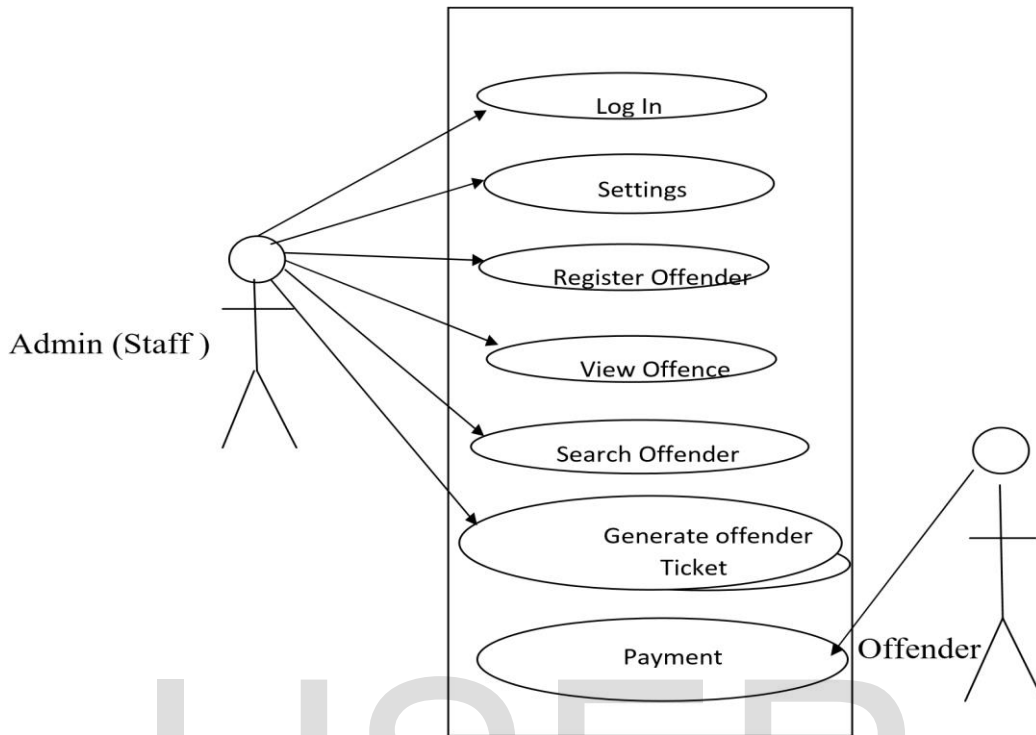 Log In
Settings
Register Offender
View Offence
Admin (Staff )
Search Offender
Generate offender
Ticket
Payment
Offender